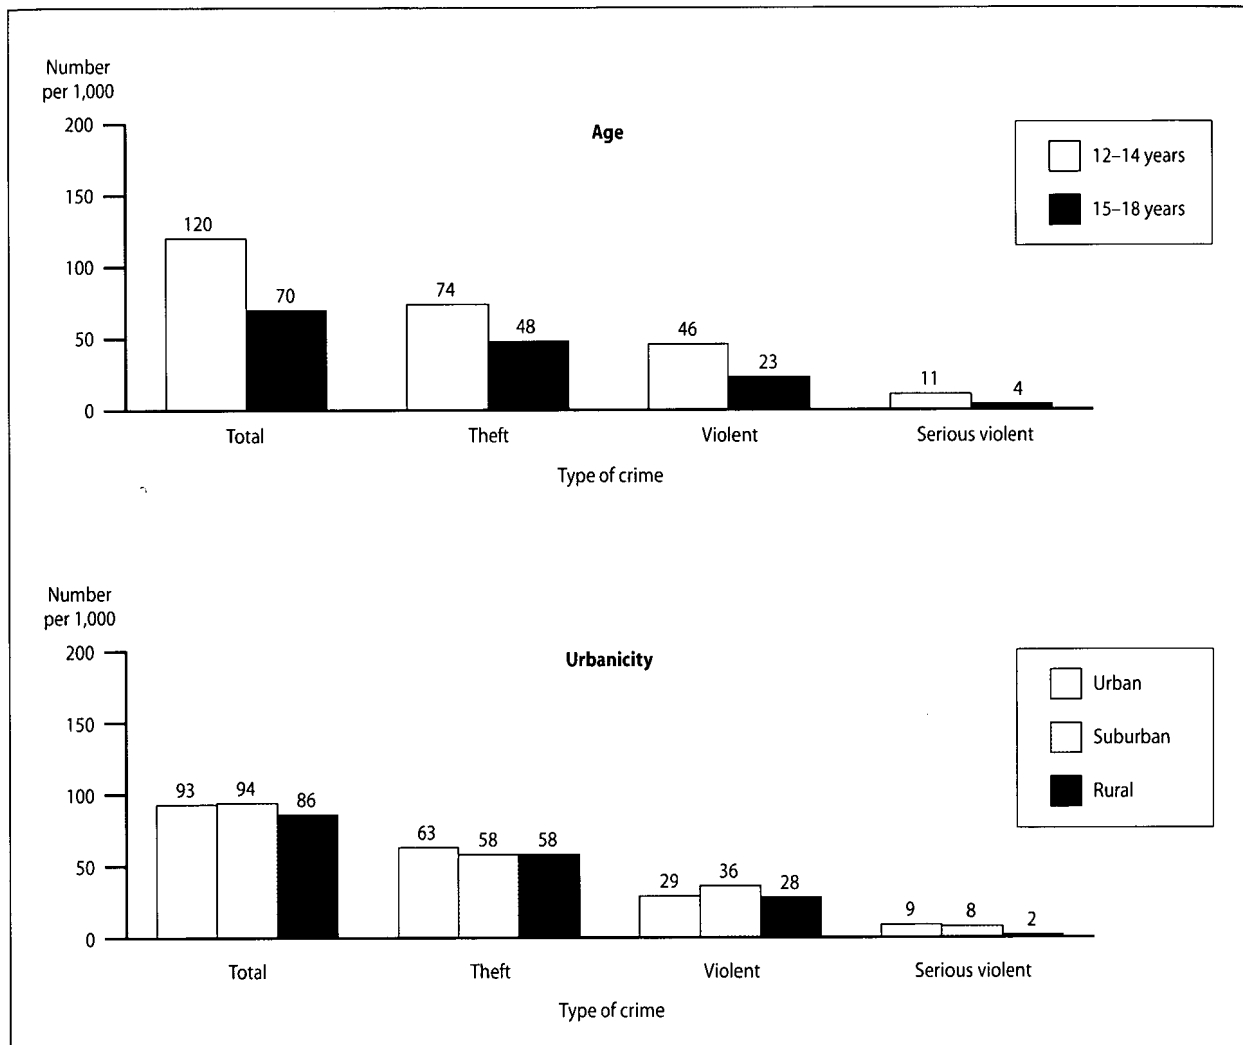 Number
per 1,000
Age
200
150
100
50
0
120
70
74
48
46
23
11
4
Total
Theft
Violent
Serious violent
Type of crime
12–14 years
15–18 years
Number
per 1,000
Urbanicity
200
150
100
50
0
93
94
86
63
58
58
29
36
28
9
8
2
Total
Theft
Violent
Serious violent
Type of crime
Urban
Suburban
Rural